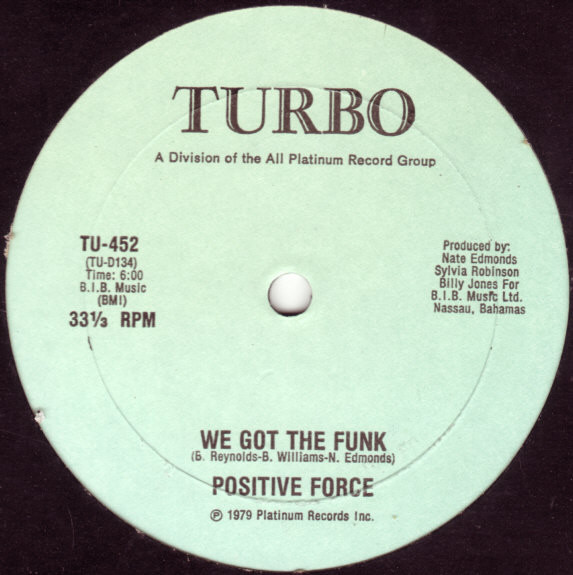 TURBO
A Division of the All Platinum Record Group
TU-452
(TU-D134)
Time: 6:00
B.I.B. Music
(BMI)
33⅓ RPM
Produced by:
Nate Edmonds
Sylvia Robinson
Billy Jones For
B.I.B. Music Ltd.
Nassau, Bahamas
WE GOT THE FUNK
(B. Reynolds-B. Williams-N. Edmonds)
POSITIVE FORCE
℗ 1979 Platinum Records Inc.